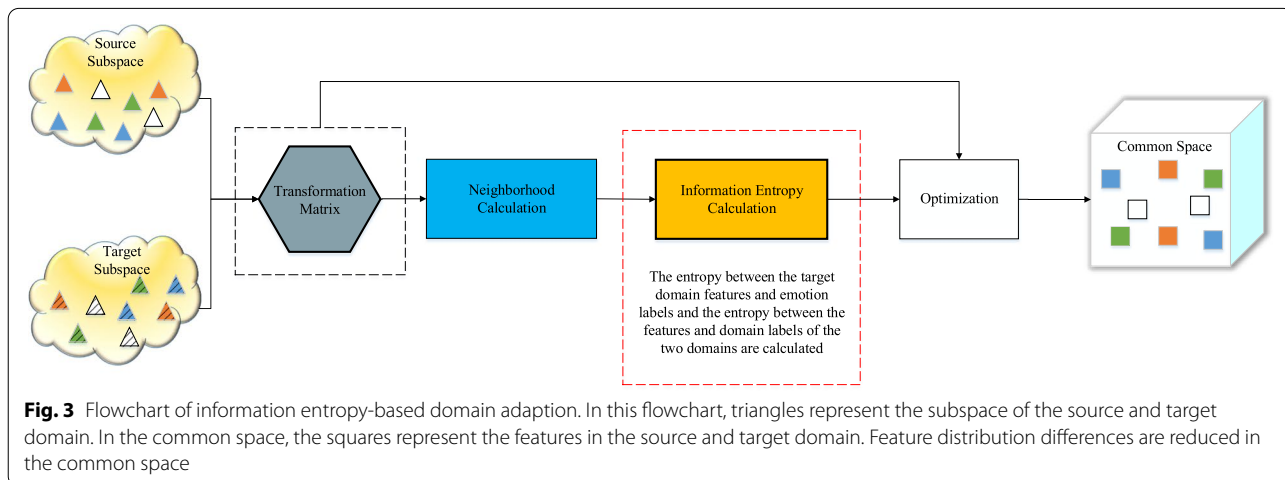 Source
Subspace
Target
Subspace
Transformation
Matrix
Neighborhood
Calculation
Information Entropy
Calculation
The entropy between the target
domain features and emotion
labels and the entropy between the
features and domain labels of the
two domains are calculated
Optimization
Common Space
Fig. 3 Flowchart of information entropy-based domain adaption. In this flowchart, triangles represent the subspace of the source and target
domain. In the common space, the squares represent the features in the source and target domain. Feature distribution differences are reduced in
the common space